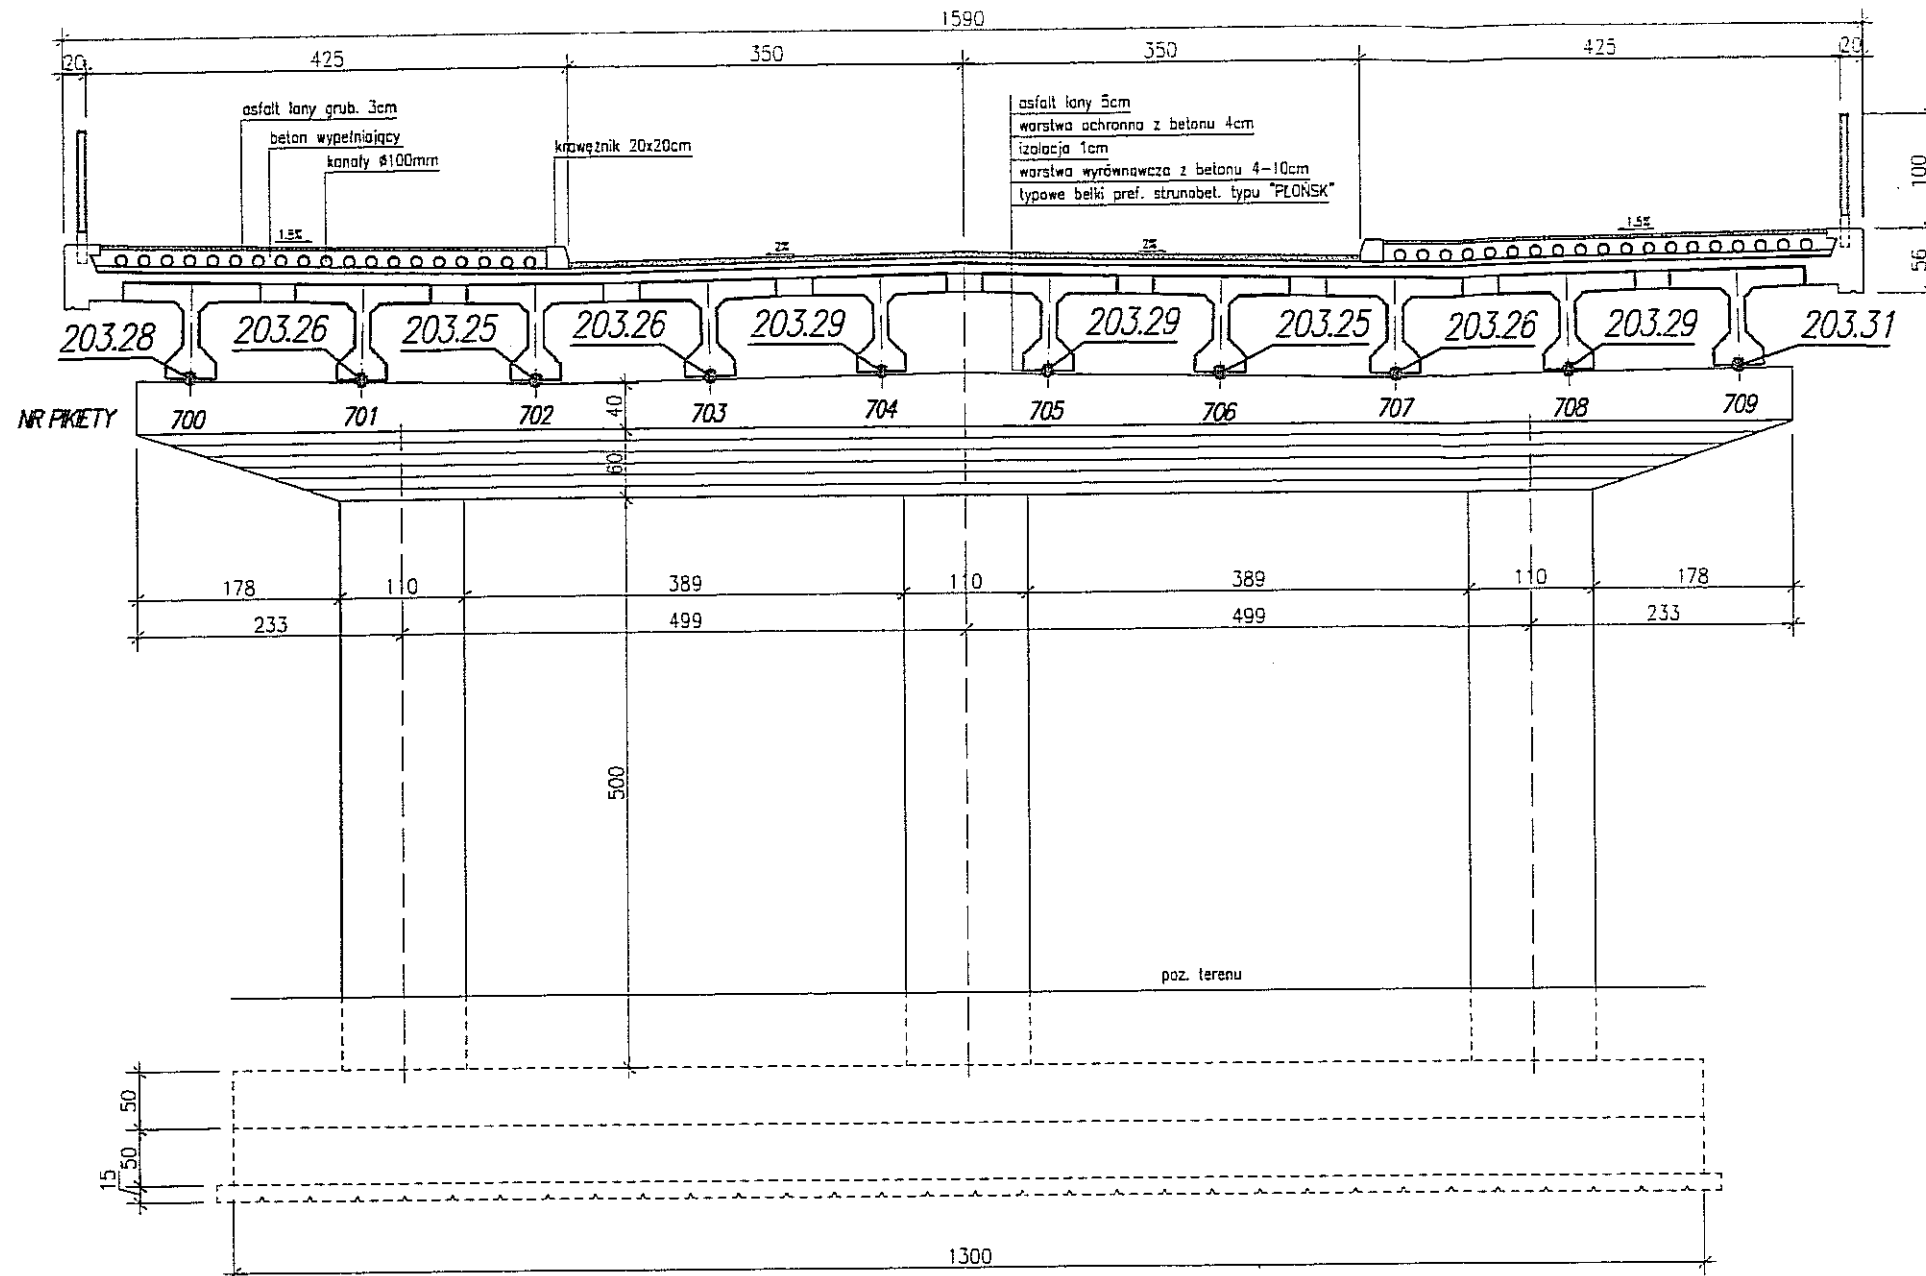 1590
20 425 350 350 425 20
asfalt lany grub. 3cm
beton wypełniający
kanały ø100mm
krawężnik 20x20cm
asfalt lany 5cm
warstwa ochronna z betonu 4cm
izolacja 1cm
warstwa wyrównawcza z betonu 4-10cm
typowe belki pref. strunobet. typu "PŁOŃSK"
100
1.5% 2% 2% 1.5%
56
203.28 203.26 203.25 203.26 203.29 203.29 203.25 203.26 203.29 203.31
NR PIKIETY 700 701 702 703 704 705 706 707 708 709
40
60
178 110 389 110 389 110 178
233 499 499 233
500
poz. terenu
50
50
15
1300